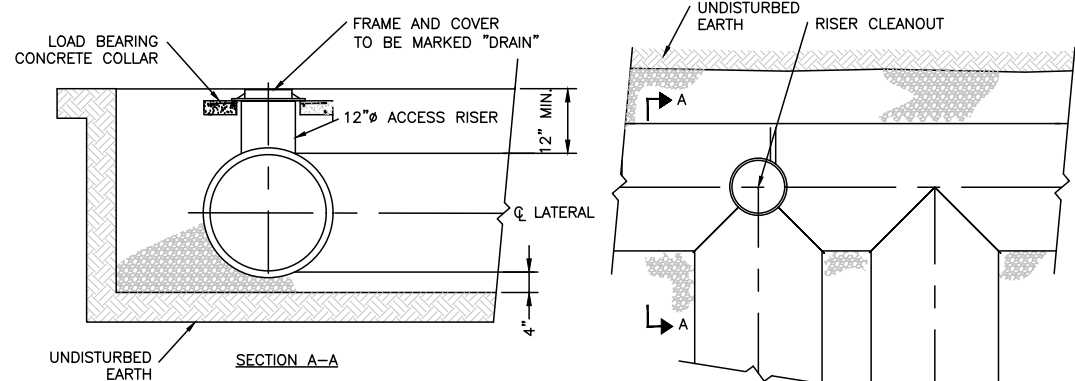 LOAD BEARING
CONCRETE COLLAR
FRAME AND COVER
TO BE MARKED "DRAIN"
12"ø ACCESS RISER
12" MIN.
℄ LATERAL
4"
UNDISTURBED
EARTH
SECTION A-A
UNDISTURBED
EARTH
RISER CLEANOUT
A
A